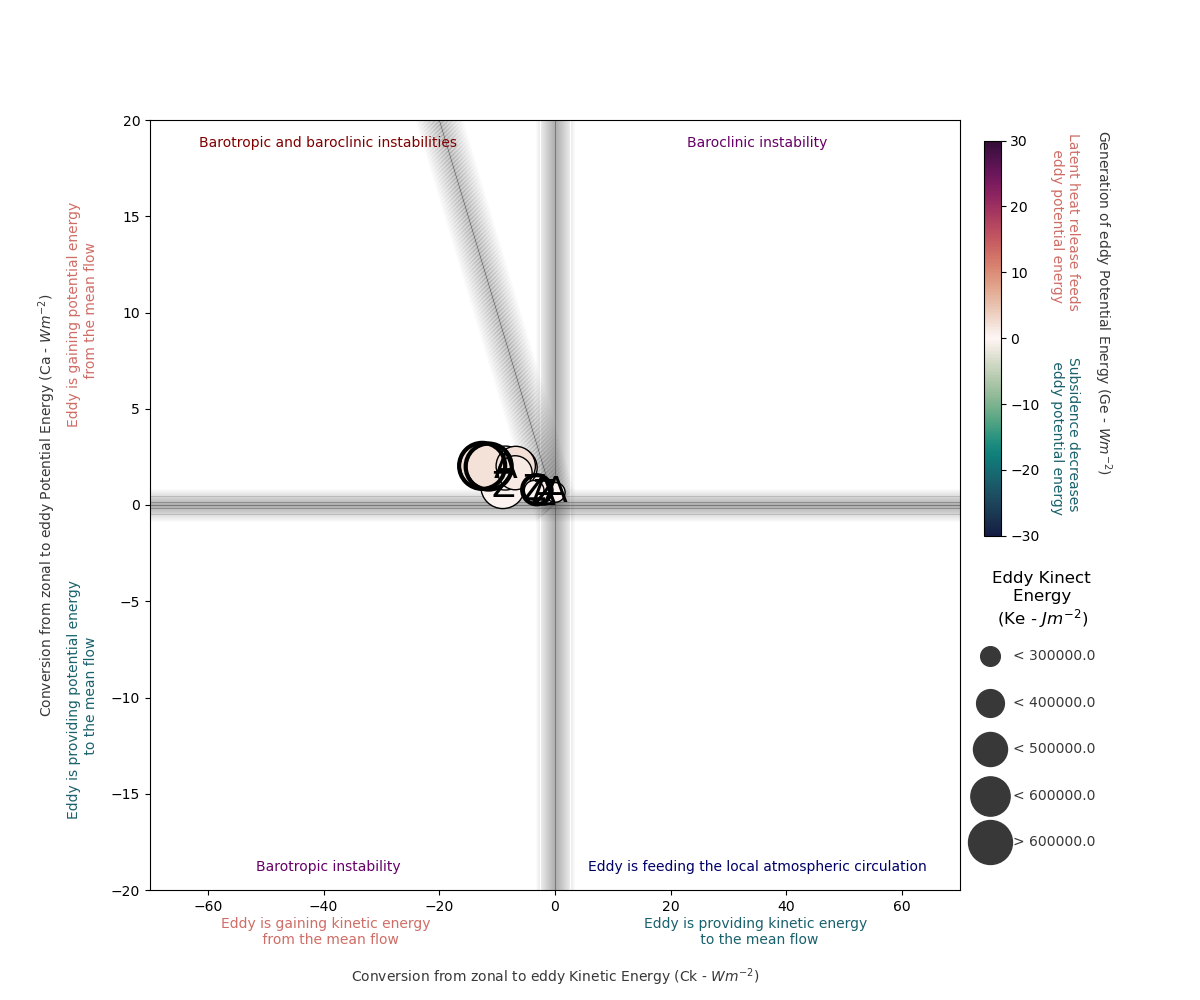 Barotropic and baroclinic instabilities
Baroclinic instability
Barotropic instability
Eddy is feeding the local atmospheric circulation
20
15
10
5
0
−5
−10
−15
−20
−60
−40
−20
0
20
40
60
Eddy is gaining kinetic energy
from the mean flow
Eddy is providing kinetic energy
to the mean flow
Conversion from zonal to eddy Kinetic Energy (Ck - Wm⁻²)
Conversion from zonal to eddy Potential Energy (Ca - Wm⁻²)
Eddy is gaining potential energy
from the mean flow
Eddy is providing potential energy
to the mean flow
A
Z
Z
A
30
20
10
0
−10
−20
−30
Latent heat release feeds
eddy potential energy
Subsidence decreases
eddy potential energy
Generation of eddy Potential Energy (Ge - Wm⁻²)
Eddy Kinect
Energy
(Ke - Jm⁻²)
< 300000.0
< 400000.0
< 500000.0
< 600000.0
> 600000.0